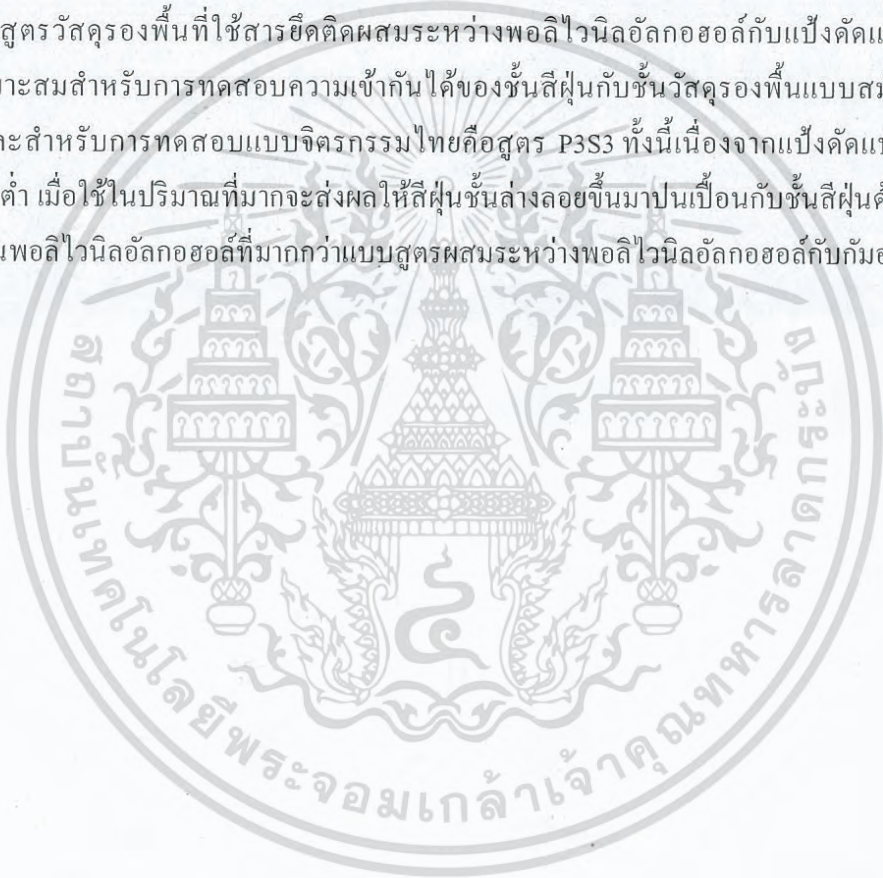 สูตรวัสดุรองพื้นที่ใช้สารยึดติดผสมระหว่างพอลิไวนิลอัลกอฮอล์กับแป้งดัดแ
มาะสมสำหรับการทดสอบความเข้ากันได้ของชั้นสีฝุ่นกับชั้นวัสดุรองพื้นแบบสม
ละสำหรับการทดสอบแบบจิตรกรรมไทยคือสูตร P3S3 ทั้งนี้เนื่องจากแป้งดัดแป
ต่ำ เมื่อใช้ในปริมาณที่มากจะส่งผลให้สีฝุ่นชั้นล่างลอยขึ้นมาปนเปื้อนกับชั้นสีฝุ่นด้
นพอลิไวนิลอัลกอฮอล์ที่มากกว่าแบบสูตรผสมระหว่างพอลิไวนิลอัลกอฮอล์กับกัมอ
สถาบันเทคโนโลยีพระจอมเกล้าเจ้าคุณทหารลาดกระบัง